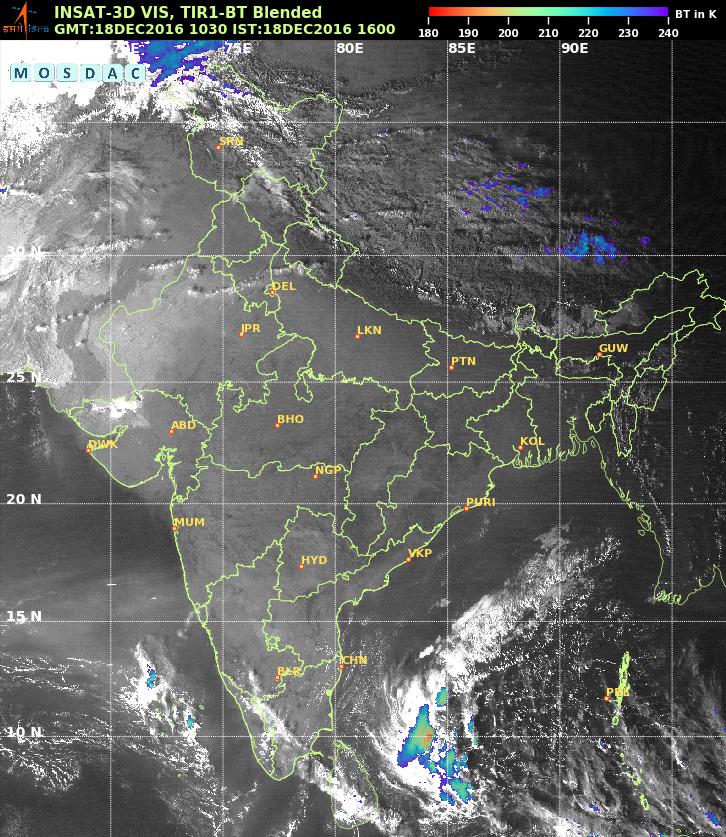 INSAT-3D VIS, TIR1-BT Blended
GMT:18DEC2016 1030 IST:18DEC2016 1600
BT in K
180 190 200 210 220 230 240
75E 80E 85E 90E
M O S D A C
SRN
30 N
DEL
JPR
LKN
GUW
PTN
25 N
BHO
ABD
KOL
DWK
NGP
20 N
PURI
MUM
VKP
HYD
15 N
CHN
BLR
PBL
10 N